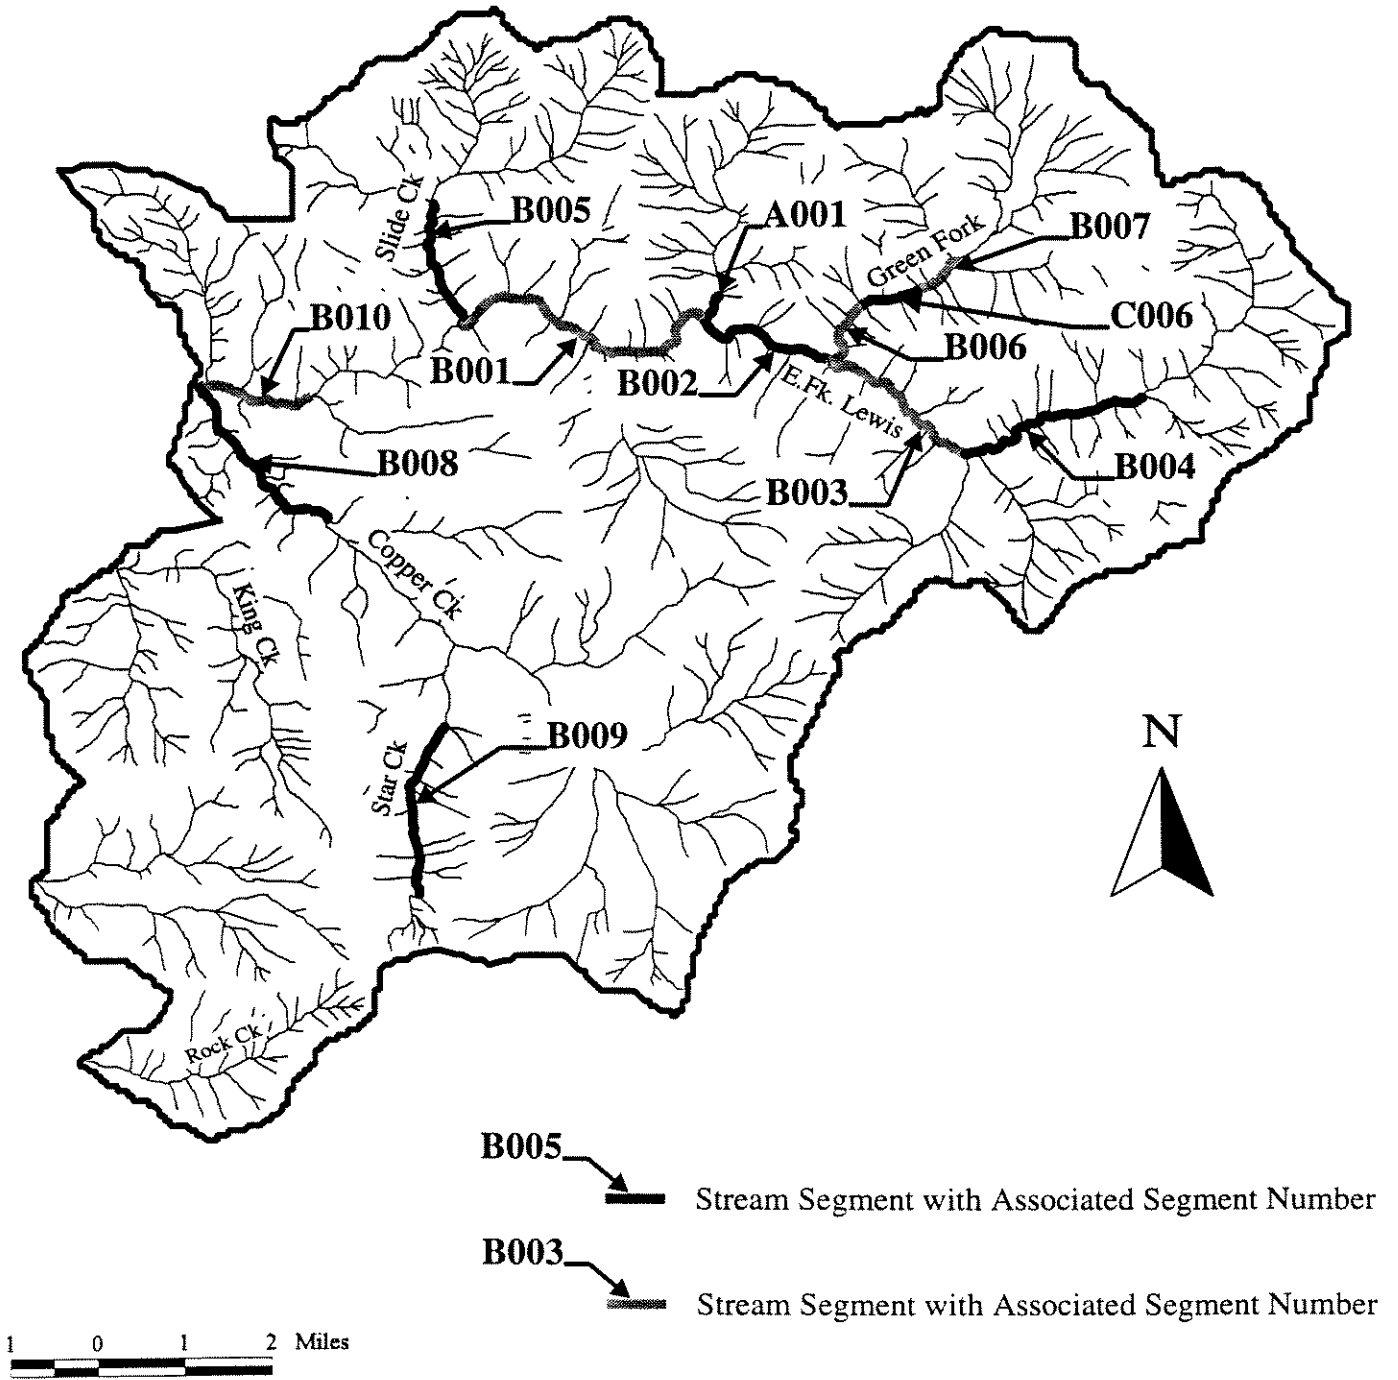 Slide Ck
B005
A001
Green Fork
B007
B010
C006
B001
B006
B002
E.Fk. Lewis
B008
B003
B004
Copper Ck
King Ck
N
B009
Star Ck
Rock Ck
B005
Stream Segment with Associated Segment Number
B003
Stream Segment with Associated Segment Number
1 0 1 2 Miles